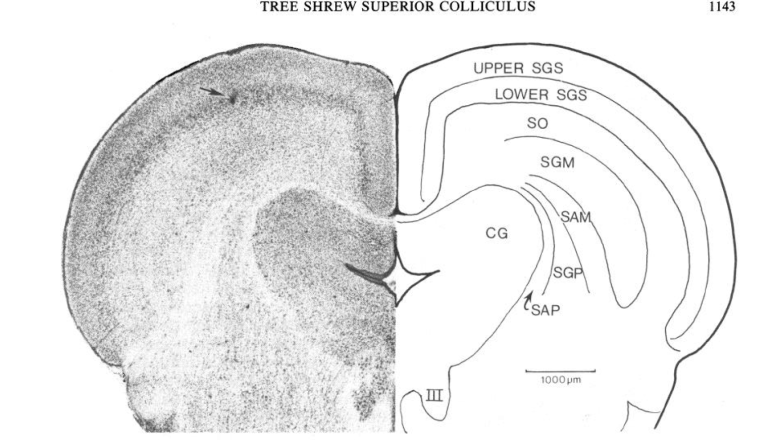 TREE SHREW SUPERIOR COLLICULUS 1143
UPPER SGS
LOWER SGS
SO
SGM
SAM
CG
SGP
SAP
1000 µm
III